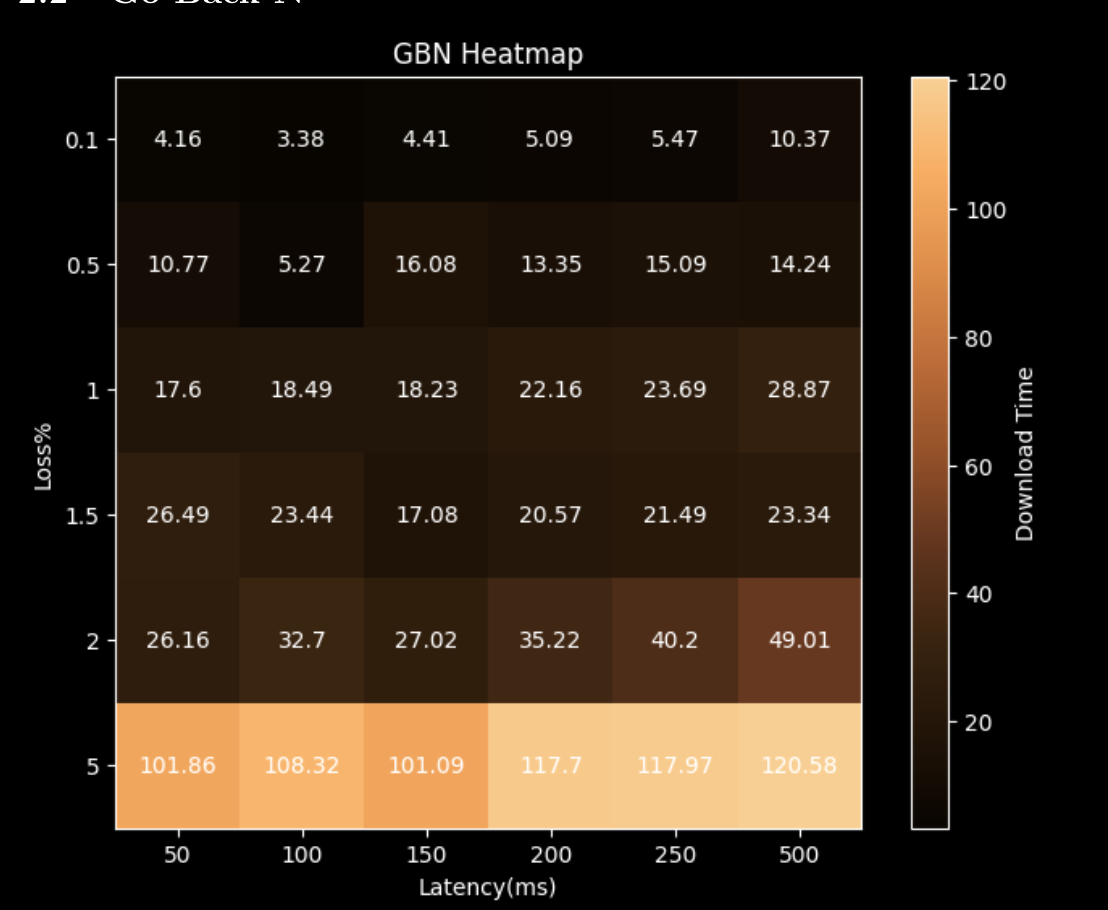 2.2 Go-Back-N
GBN Heatmap
120
0.1 4.16 3.38 4.41 5.09 5.47 10.37
100
0.5 10.77 5.27 16.08 13.35 15.09 14.24
80
1 17.6 18.49 18.23 22.16 23.69 28.87
Loss%
Download Time
60
1.5 26.49 23.44 17.08 20.57 21.49 23.34
40
2 26.16 32.7 27.02 35.22 40.2 49.01
20
5 101.86 108.32 101.09 117.7 117.97 120.58
50 100 150 200 250 500
Latency(ms)